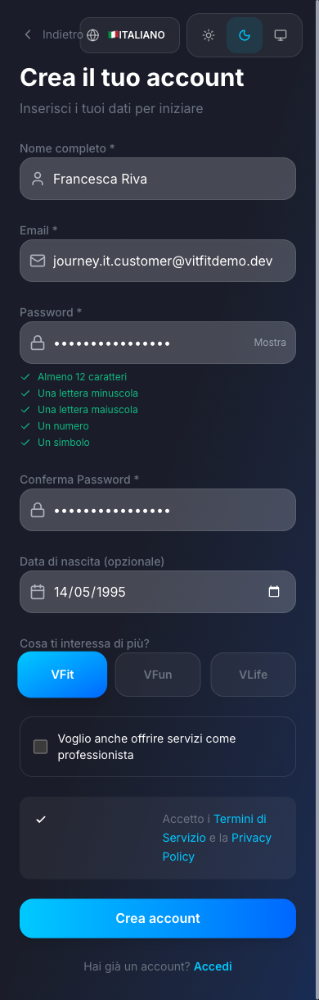 Indietro
ITALIANO
Crea il tuo account
Inserisci i tuoi dati per iniziare
Nome completo *
Francesca Riva
Email *
journey.it.customer@vitfitdemo.dev
Password *
••••••••••••••••
Mostra
Almeno 12 caratteri
Una lettera minuscola
Una lettera maiuscola
Un numero
Un simbolo
Conferma Password *
••••••••••••••••
Data di nascita (opzionale)
14/05/1995
Cosa ti interessa di più?
VFit
VFun
VLife
Voglio anche offrire servizi come
professionista
Accetto i Termini di
Servizio e la Privacy
Policy
Crea account
Hai già un account? Accedi